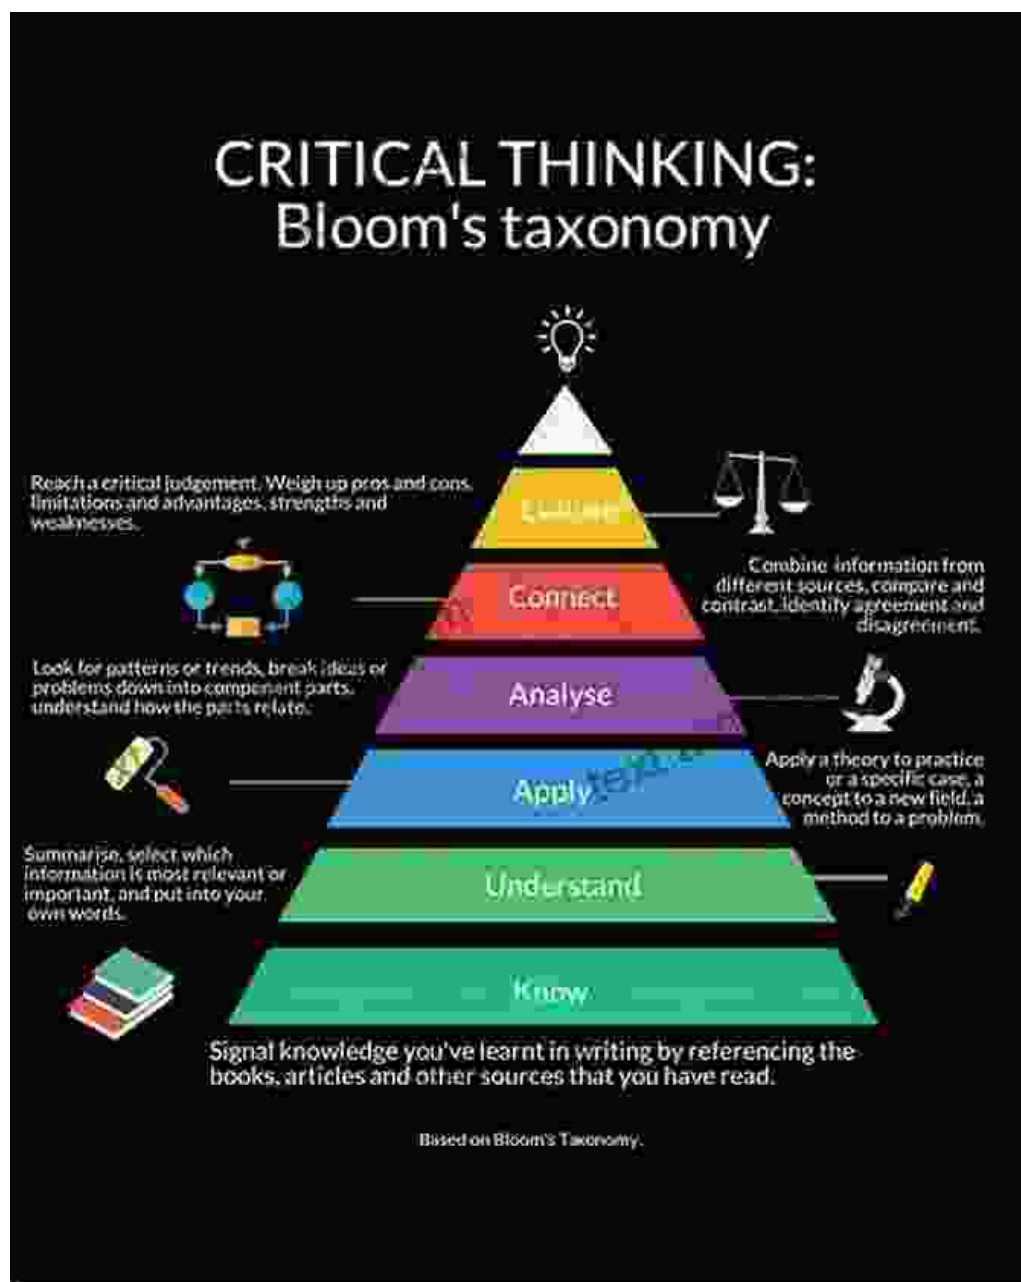 CRITICAL THINKING:
Bloom's taxonomy
Reach a critical judgement. Weigh up pros and cons,
limitations and advantages, strengths and
weaknesses.
Combine information from
different sources, compare and
contrast, identify agreement and
disagreement.
Connect
Look for patterns or trends, break ideas or
problems down into component parts,
understand how the parts relate.
Analyse
Apply a theory to practice
or a specific case, a
concept to a new field, a
method to a problem.
Apply
Summarise, select which
information is most relevant or
important, and put into your
own words.
Understand
Know
Signal knowledge you've learnt in writing by referencing the
books, articles and other sources that you have read.
Based on Bloom's Taxonomy.